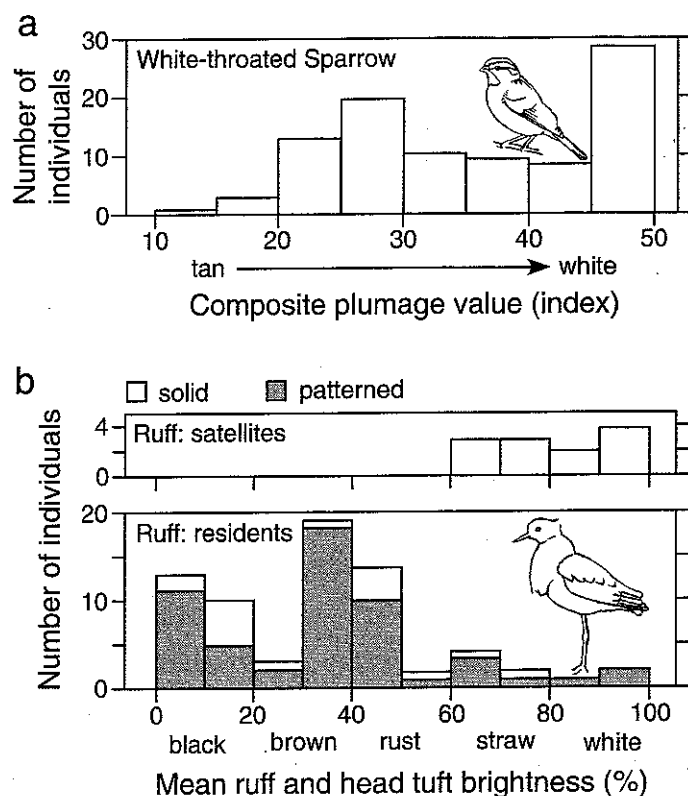 a
Number of
individuals
30
20
10
0
White-throated Sparrow
10 20 30 40 50
tan white
Composite plumage value (index)
b
solid patterned
Number of individuals
4
0
Ruff: satellites
20
10
0
Ruff: residents
0 20 40 60 80 100
black brown rust straw white
Mean ruff and head tuft brightness (%)